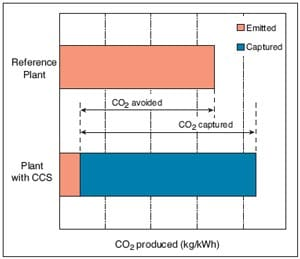 Emitted
Captured
Reference
Plant
CO2 avoided
CO2 captured
Plant
with CCS
CO2 produced (kg/kWh)